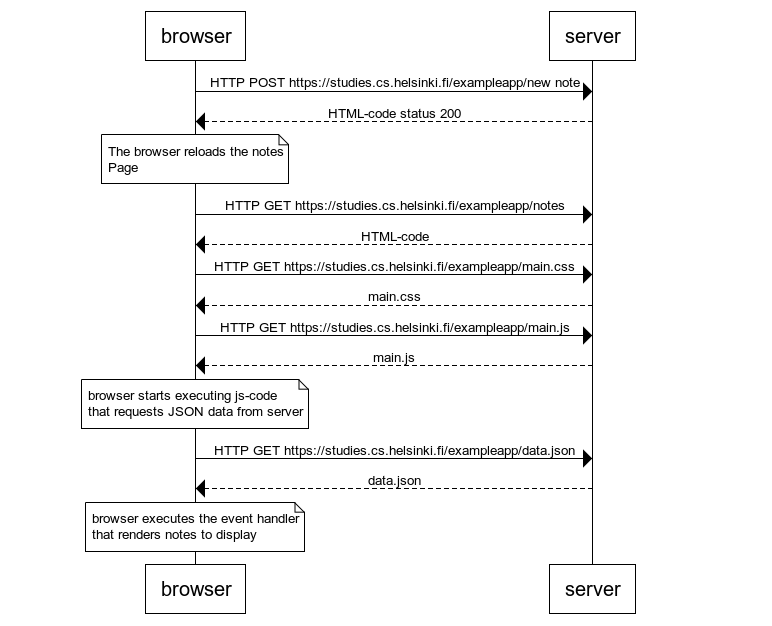 browser
server
HTTP POST https://studies.cs.helsinki.fi/exampleapp/new note
HTML-code status 200
The browser reloads the notes
Page
HTTP GET https://studies.cs.helsinki.fi/exampleapp/notes
HTML-code
HTTP GET https://studies.cs.helsinki.fi/exampleapp/main.css
main.css
HTTP GET https://studies.cs.helsinki.fi/exampleapp/main.js
main.js
browser starts executing js-code
that requests JSON data from server
HTTP GET https://studies.cs.helsinki.fi/exampleapp/data.json
data.json
browser executes the event handler
that renders notes to display
browser
server